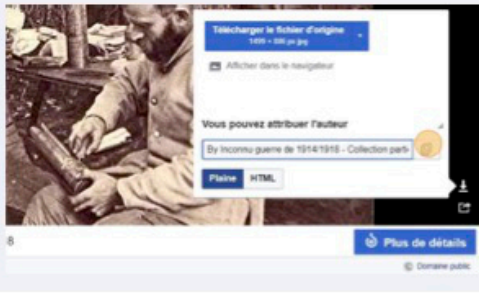 Télécharger le fichier d'origine
Afficher dans le navigateur
Vous pouvez attribuer l'auteur
By Inconnu guerre de 1914/1918 - Collection parti
Plaine HTML
8
Plus de détails
Domaine public